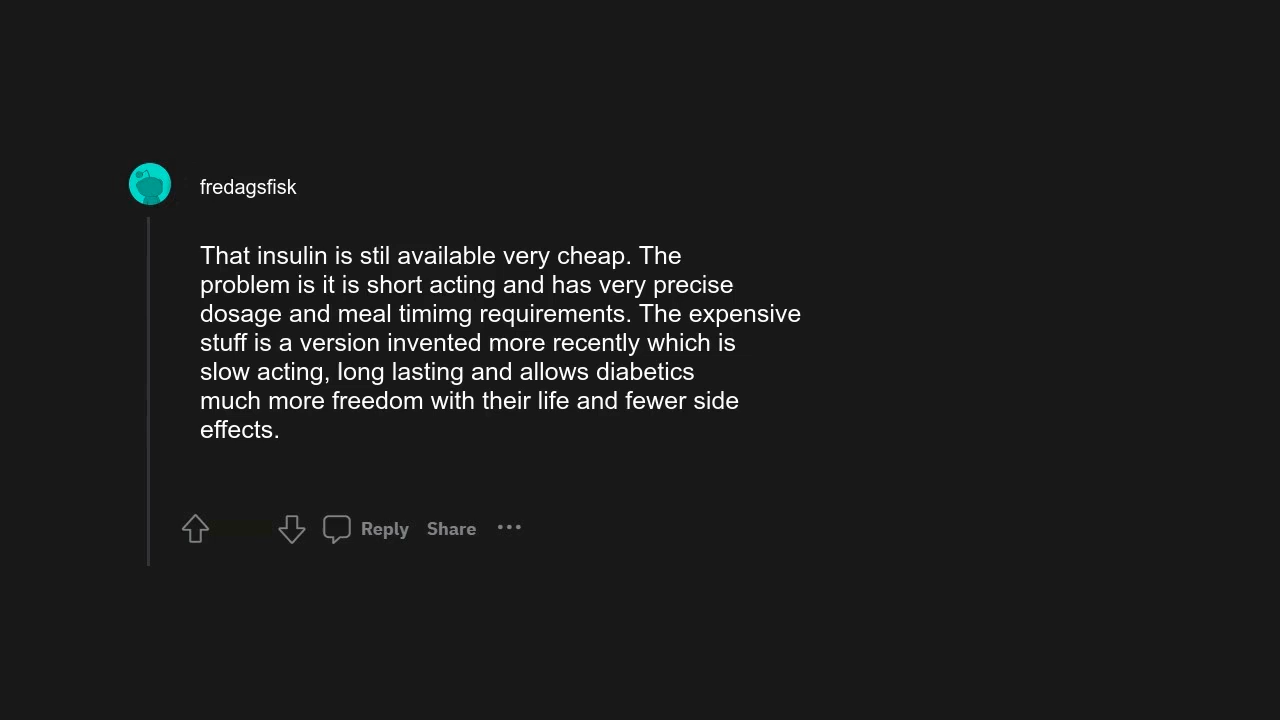 fredagsfisk
That insulin is stil available very cheap. The
problem is it is short acting and has very precise
dosage and meal timimg requirements. The expensive
stuff is a version invented more recently which is
slow acting, long lasting and allows diabetics
much more freedom with their life and fewer side
effects.
Reply Share